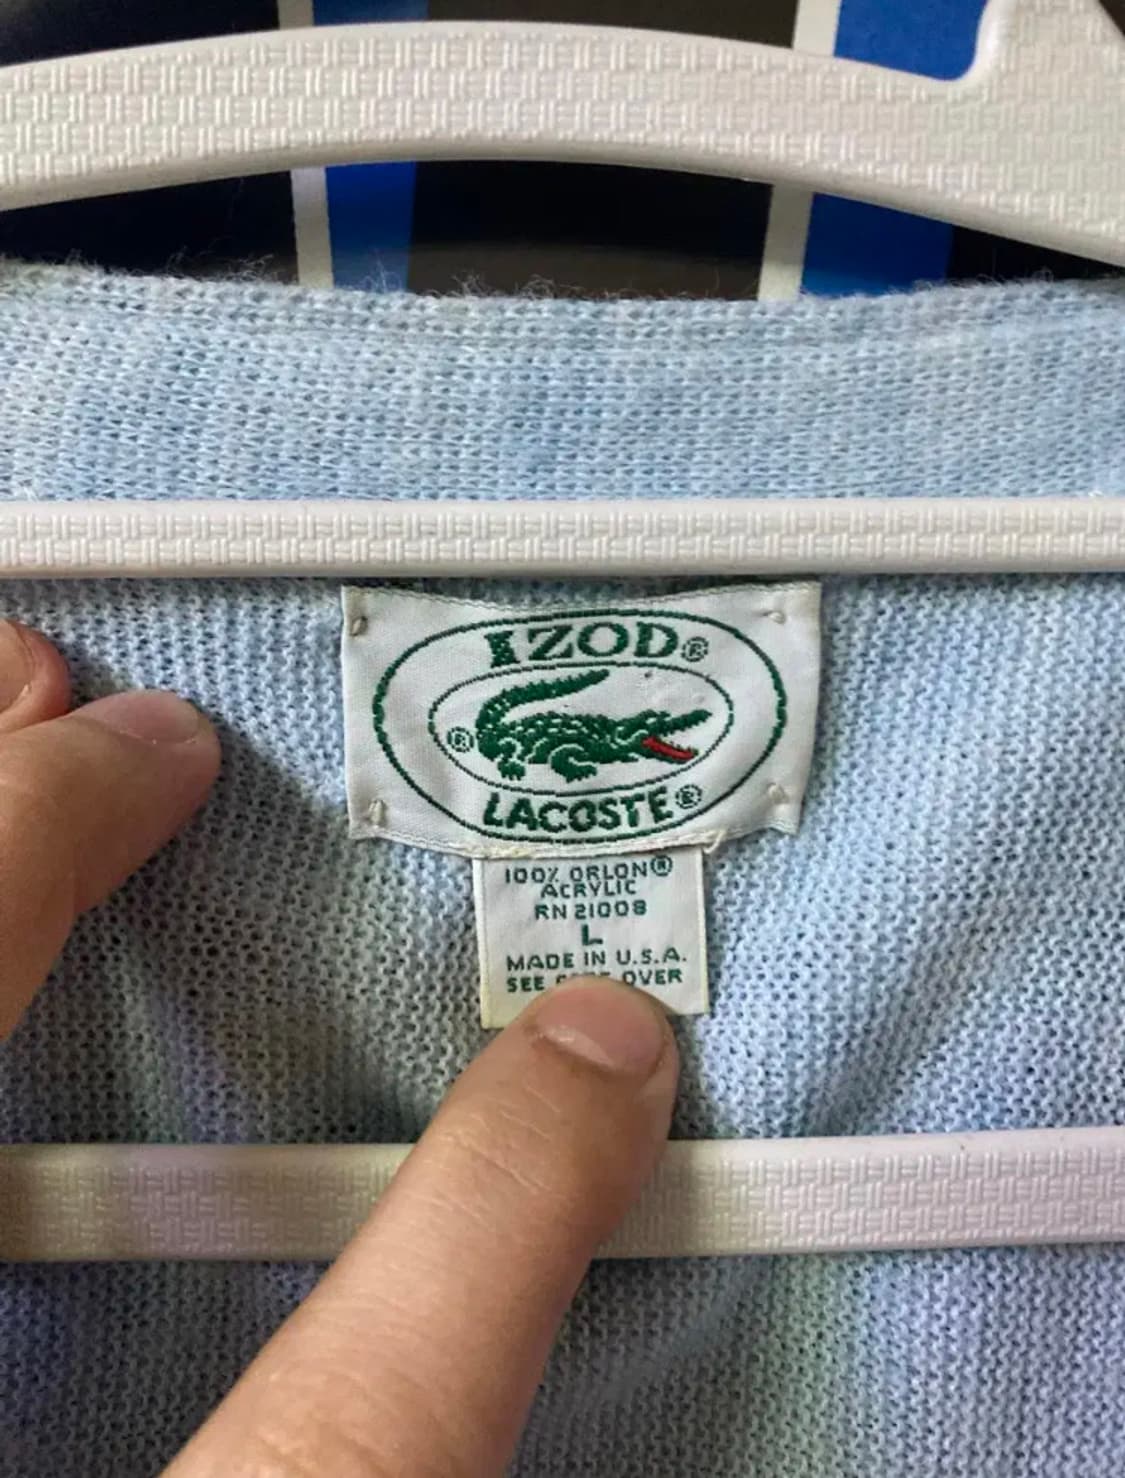 IZOD®
®
LACOSTE®
100% ORLON®
ACRYLIC
RN 21008
L
MADE IN U.S.A.
SEE OVER